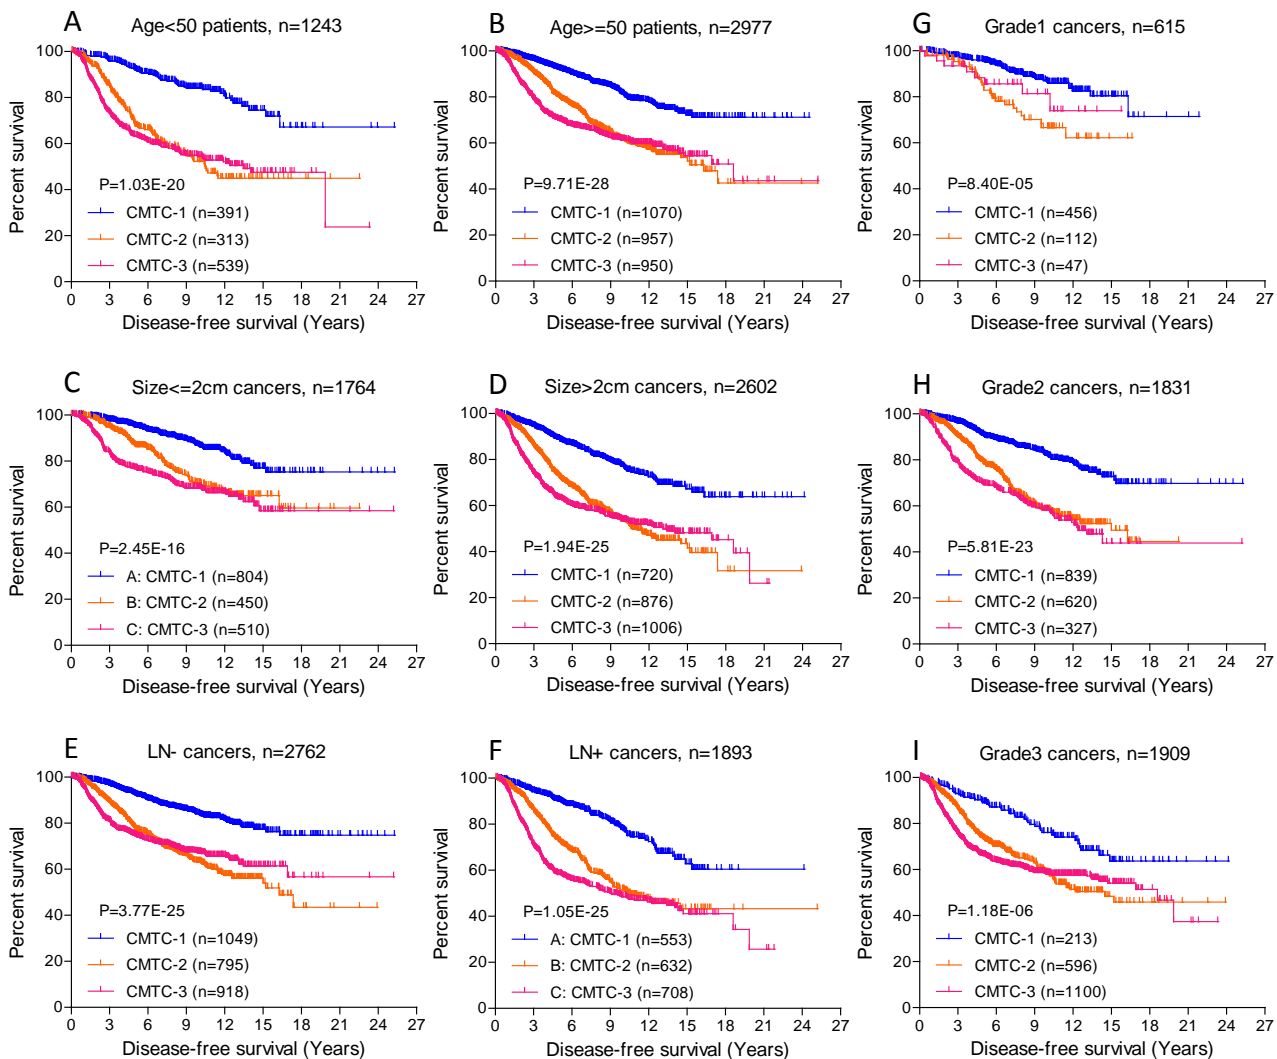 A
Age<50 patients, n=1243
Percent survival
100
80
60
40
20
0
P=1.03E-20
CMTC-1 (n=391)
CMTC-2 (n=313)
CMTC-3 (n=539)
0 3 6 9 12 15 18 21 24 27
Disease-free survival (Years)
B
Age>=50 patients, n=2977
Percent survival
100
80
60
40
20
0
P=9.71E-28
CMTC-1 (n=1070)
CMTC-2 (n=957)
CMTC-3 (n=950)
0 3 6 9 12 15 18 21 24 27
Disease-free survival (Years)
G
Grade1 cancers, n=615
Percent survival
100
80
60
40
20
0
P=8.40E-05
CMTC-1 (n=456)
CMTC-2 (n=112)
CMTC-3 (n=47)
0 3 6 9 12 15 18 21 24 27
Disease-free survival (Years)
C
Size<=2cm cancers, n=1764
Percent survival
100
80
60
40
20
0
P=2.45E-16
A: CMTC-1 (n=804)
B: CMTC-2 (n=450)
C: CMTC-3 (n=510)
0 3 6 9 12 15 18 21 24 27
Disease-free survival (Years)
D
Size>2cm cancers, n=2602
Percent survival
100
80
60
40
20
0
P=1.94E-25
CMTC-1 (n=720)
CMTC-2 (n=876)
CMTC-3 (n=1006)
0 3 6 9 12 15 18 21 24 27
Disease-free survival (Years)
H
Grade2 cancers, n=1831
Percent survival
100
80
60
40
20
0
P=5.81E-23
CMTC-1 (n=839)
CMTC-2 (n=620)
CMTC-3 (n=327)
0 3 6 9 12 15 18 21 24 27
Disease-free survival (Years)
E
LN- cancers, n=2762
Percent survival
100
80
60
40
20
0
P=3.77E-25
CMTC-1 (n=1049)
CMTC-2 (n=795)
CMTC-3 (n=918)
0 3 6 9 12 15 18 21 24 27
Disease-free survival (Years)
F
LN+ cancers, n=1893
Percent survival
100
80
60
40
20
0
P=1.05E-25
A: CMTC-1 (n=553)
B: CMTC-2 (n=632)
C: CMTC-3 (n=708)
0 3 6 9 12 15 18 21 24 27
Disease-free survival (Years)
I
Grade3 cancers, n=1909
Percent survival
100
80
60
40
20
0
P=1.18E-06
CMTC-1 (n=213)
CMTC-2 (n=596)
CMTC-3 (n=1100)
0 3 6 9 12 15 18 21 24 27
Disease-free survival (Years)